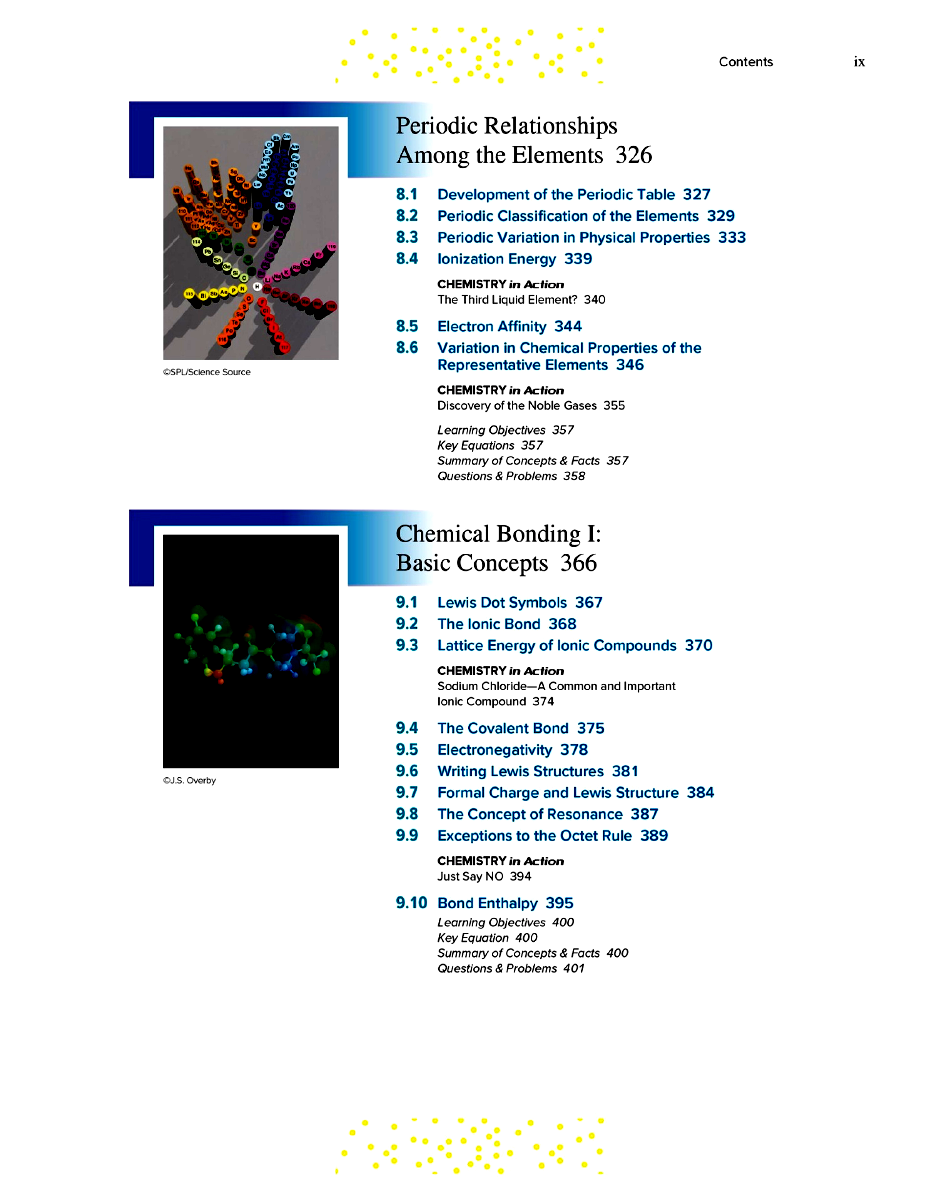 Contents ix
Periodic Relationships
Among the Elements 326
8.1 Development of the Periodic Table 327
8.2 Periodic Classification of the Elements 329
8.3 Periodic Variation in Physical Properties 333
8.4 Ionization Energy 339
CHEMISTRY in Action
The Third Liquid Element? 340
8.5 Electron Affinity 344
8.6 Variation in Chemical Properties of the
Representative Elements 346
CHEMISTRY in Action
Discovery of the Noble Gases 355
Learning Objectives 357
Key Equations 357
Summary of Concepts & Facts 357
Questions & Problems 358
©SPL/Science Source
Chemical Bonding I:
Basic Concepts 366
9.1 Lewis Dot Symbols 367
9.2 The Ionic Bond 368
9.3 Lattice Energy of Ionic Compounds 370
CHEMISTRY in Action
Sodium Chloride—A Common and Important
Ionic Compound 374
9.4 The Covalent Bond 375
9.5 Electronegativity 378
9.6 Writing Lewis Structures 381
9.7 Formal Charge and Lewis Structure 384
9.8 The Concept of Resonance 387
9.9 Exceptions to the Octet Rule 389
CHEMISTRY in Action
Just Say NO 394
9.10 Bond Enthalpy 395
Learning Objectives 400
Key Equation 400
Summary of Concepts & Facts 400
Questions & Problems 401
©J.S. Overby